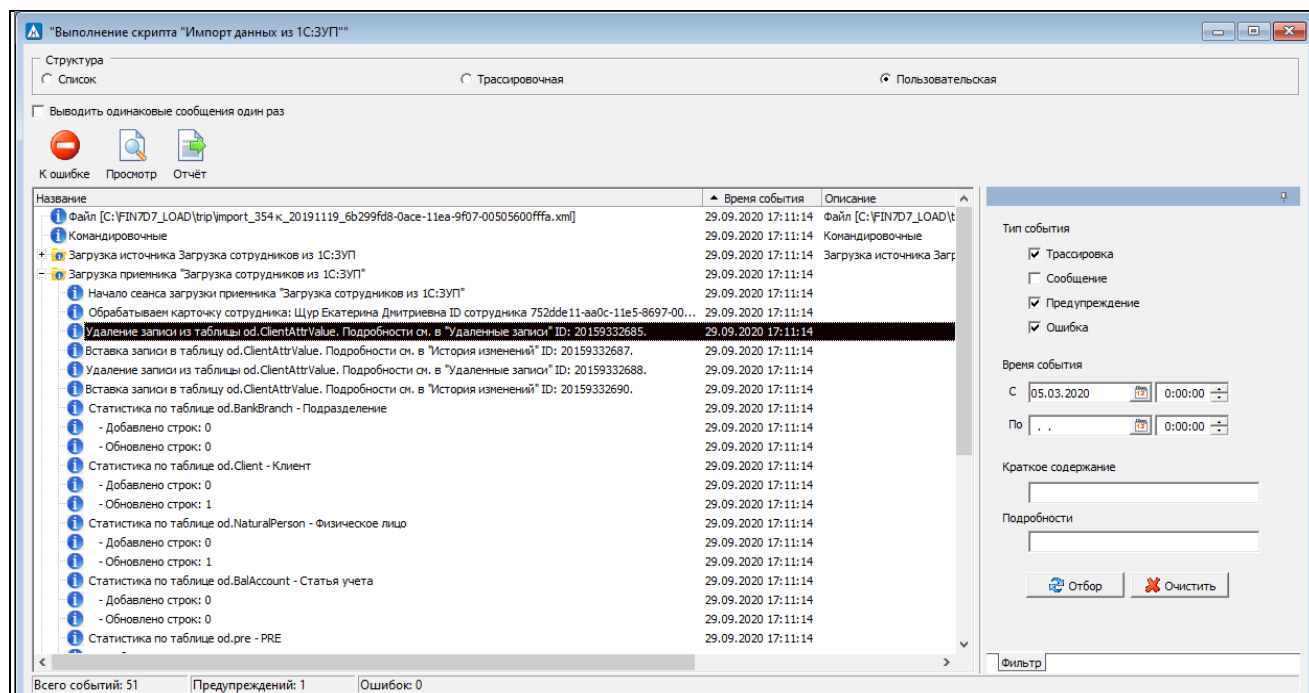 "Выполнение скрипта "Импорт данных из 1С:ЗУП""
Структура
Список
Трассировочная
Пользовательская
Выводить одинаковые сообщения один раз
К ошибке
Просмотр
Отчёт
Название
Время события
Описание
Файл [C:\FIN7D7_LOAD\trip\import_354 к_20191119_6b299fd8-0ace-11ea-9f07-00505600fffa.xml] 29.09.2020 17:11:14 Файл [C:\FIN7D7_LOAD\t
Командировочные 29.09.2020 17:11:14 Командировочные
Загрузка источника Загрузка сотрудников из 1С:ЗУП 29.09.2020 17:11:14 Загрузка источника Загр
Загрузка приемника "Загрузка сотрудников из 1С:ЗУП" 29.09.2020 17:11:14
Начало сеанса загрузки приемника "Загрузка сотрудников из 1С:ЗУП" 29.09.2020 17:11:14
Обрабатываем карточку сотрудника: Щур Екатерина Дмитриевна ID сотрудника 752dde11-aa0c-11e5-8697-00... 29.09.2020 17:11:14
Удаление записи из таблицы od.ClientAttrValue. Подробности см. в "Удаленные записи" ID: 20159332685. 29.09.2020 17:11:14
Вставка записи в таблицу od.ClientAttrValue. Подробности см. в "История изменений" ID: 20159332687. 29.09.2020 17:11:14
Удаление записи из таблицы od.ClientAttrValue. Подробности см. в "Удаленные записи" ID: 20159332688. 29.09.2020 17:11:14
Вставка записи в таблицу od.ClientAttrValue. Подробности см. в "История изменений" ID: 20159332690. 29.09.2020 17:11:14
Статистика по таблице od.BankBranch - Подразделение 29.09.2020 17:11:14
- Добавлено строк: 0 29.09.2020 17:11:14
- Обновлено строк: 0 29.09.2020 17:11:14
Статистика по таблице od.Client - Клиент 29.09.2020 17:11:14
- Добавлено строк: 0 29.09.2020 17:11:14
- Обновлено строк: 1 29.09.2020 17:11:14
Статистика по таблице od.NaturalPerson - Физическое лицо 29.09.2020 17:11:14
- Добавлено строк: 0 29.09.2020 17:11:14
- Обновлено строк: 1 29.09.2020 17:11:14
Статистика по таблице od.BalAccount - Статья учета 29.09.2020 17:11:14
- Добавлено строк: 0 29.09.2020 17:11:14
- Обновлено строк: 0 29.09.2020 17:11:14
Статистика по таблице od.pre - PRE 29.09.2020 17:11:14
Тип события
Трассировка
Сообщение
Предупреждение
Ошибка
Время события
С 05.03.2020 0:00:00
По . . 0:00:00
Краткое содержание
Подробности
Отбор
Очистить
Фильтр
Всего событий: 51
Предупреждений: 1
Ошибок: 0